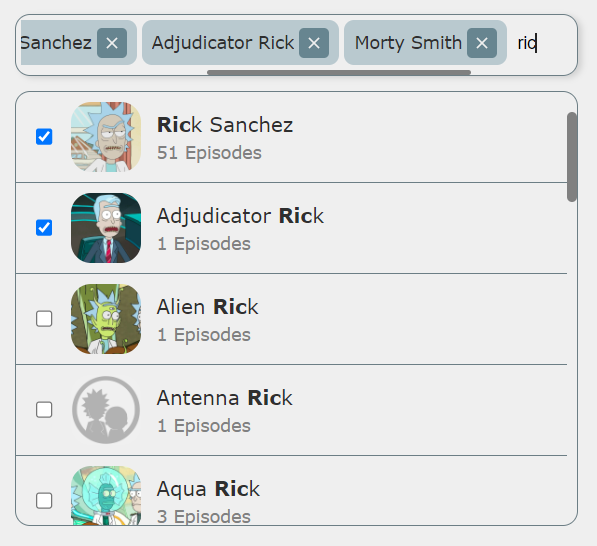 Sanchez × Adjudicator Rick × Morty Smith × ric
Rick Sanchez
51 Episodes
Adjudicator Rick
1 Episodes
Alien Rick
1 Episodes
Antenna Rick
1 Episodes
Aqua Rick
3 Episodes